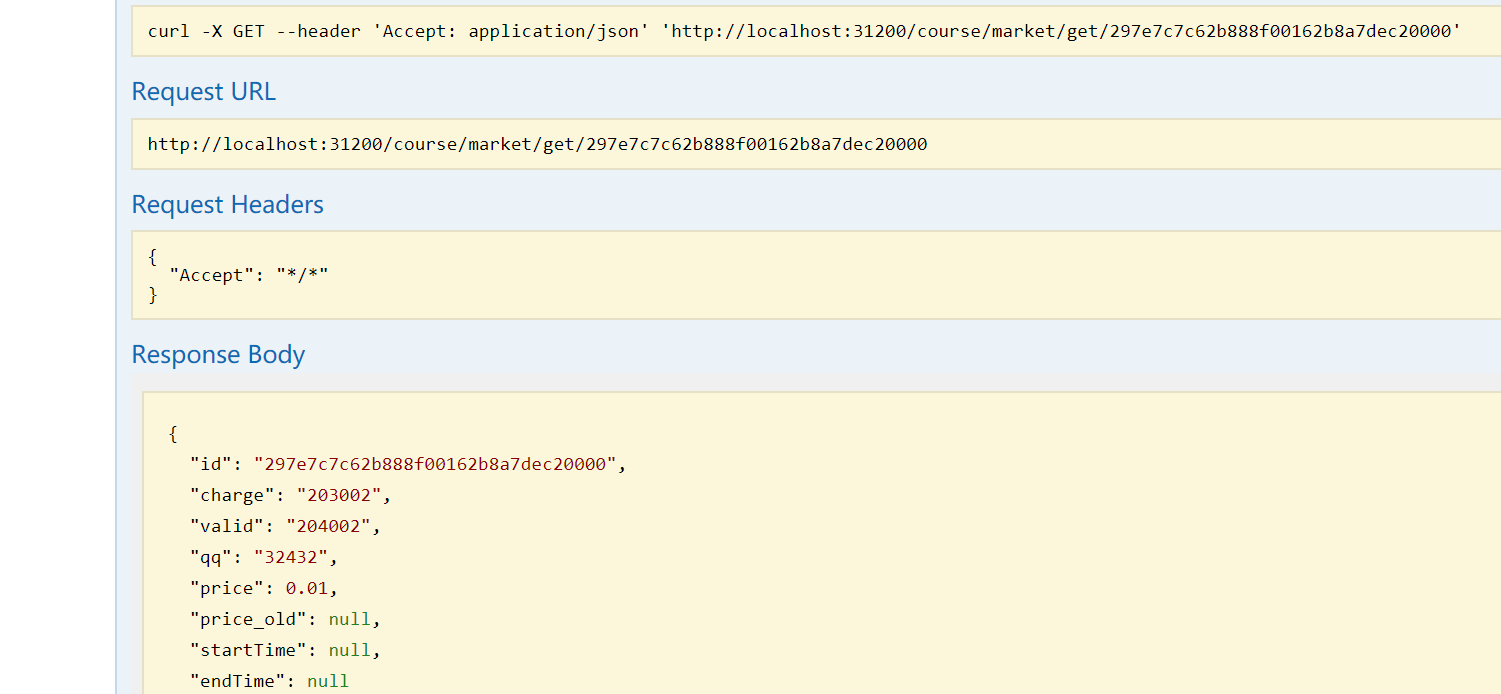 curl -X GET --header 'Accept: application/json' 'http://localhost:31200/course/market/get/297e7c7c62b888f00162b8a7dec20000'
Request URL
http://localhost:31200/course/market/get/297e7c7c62b888f00162b8a7dec20000
Request Headers
{
  "Accept": "*/*"
}
Response Body
{
  "id": "297e7c7c62b888f00162b8a7dec20000",
  "charge": "203002",
  "valid": "204002",
  "qq": "32432",
  "price": 0.01,
  "price_old": null,
  "startTime": null,
  "endTime": null